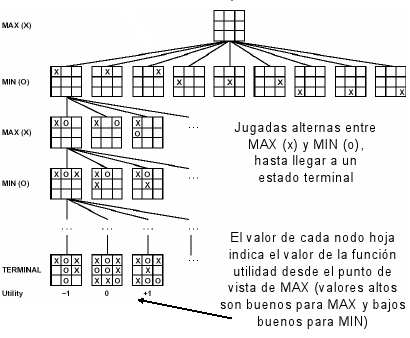 MAX (X)
MIN (O)
X X X X X X X X X
MAX (X)
X O X O X
O
...
MIN (O)
X O X X O X O
X X
...
... ... ... ...
TERMINAL
X O X X O X X O X
O X O O X X
O X X O X O O
...
Utility
−1 0 +1
Jugadas alternas entre
MAX (x) y MIN (o),
hasta llegar a un
estado terminal
El valor de cada nodo hoja
indica el valor de la función
utilidad desde el punto de
vista de MAX (valores altos
son buenos para MAX y bajos
buenos para MIN)